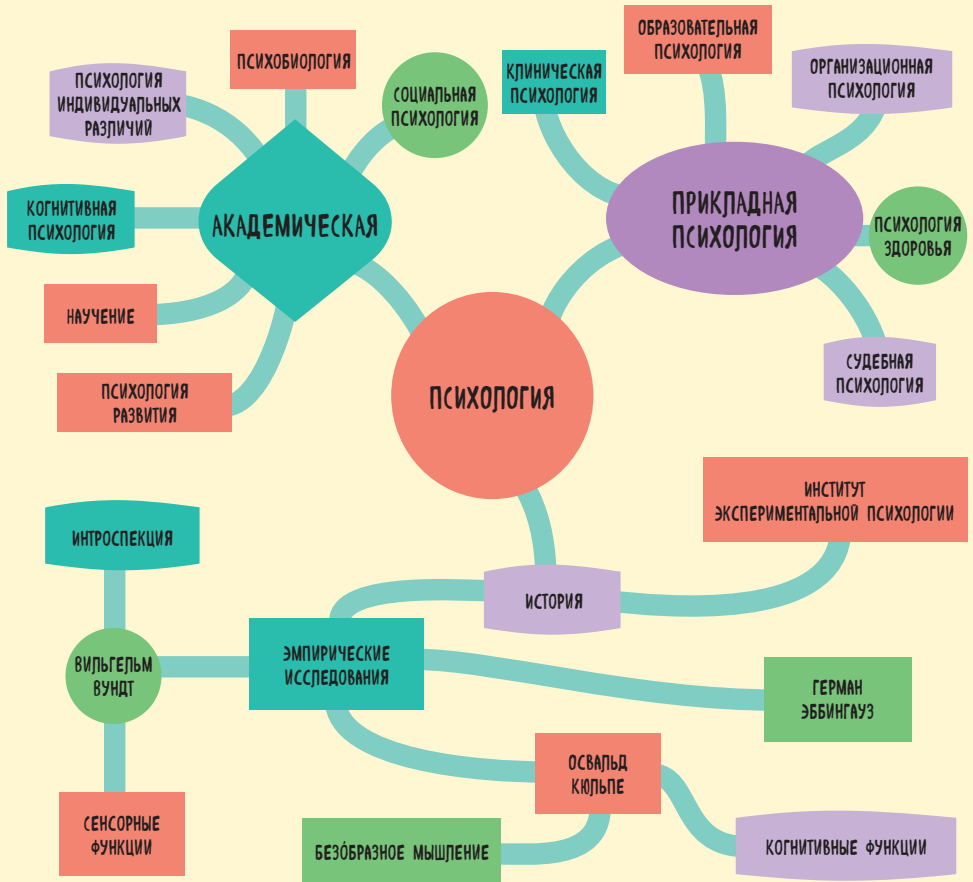 ПСИХОБИОЛОГИЯ
ПСИХОЛОГИЯ
ИНДИВИДУАЛЬНЫХ
РАЗЛИЧИЙ
СОЦИАЛЬНАЯ
ПСИХОЛОГИЯ
КОГНИТИВНАЯ
ПСИХОЛОГИЯ
АКАДЕМИЧЕСКАЯ
НАУЧЕНИЕ
ПСИХОЛОГИЯ
РАЗВИТИЯ
КЛИНИЧЕСКАЯ
ПСИХОЛОГИЯ
ОБРАЗОВАТЕЛЬНАЯ
ПСИХОЛОГИЯ
ОРГАНИЗАЦИОННАЯ
ПСИХОЛОГИЯ
ПРИКЛАДНАЯ
ПСИХОЛОГИЯ
ПСИХОЛОГИЯ
ЗДОРОВЬЯ
СУДЕБНАЯ
ПСИХОЛОГИЯ
ПСИХОЛОГИЯ
ИНСТИТУТ
ЭКСПЕРИМЕНТАЛЬНОЙ ПСИХОЛОГИИ
ИСТОРИЯ
ИНТРОСПЕКЦИЯ
ВИЛЬГЕЛЬМ
ВУНДТ
ЭМПИРИЧЕСКИЕ
ИССЛЕДОВАНИЯ
ГЕРМАН
ЭББИНГАУЗ
СЕНСОРНЫЕ
ФУНКЦИИ
ОСВАЛЬД
КЮЛЬПЕ
БЕЗО́БРАЗНОЕ МЫШЛЕНИЕ
КОГНИТИВНЫЕ ФУНКЦИИ